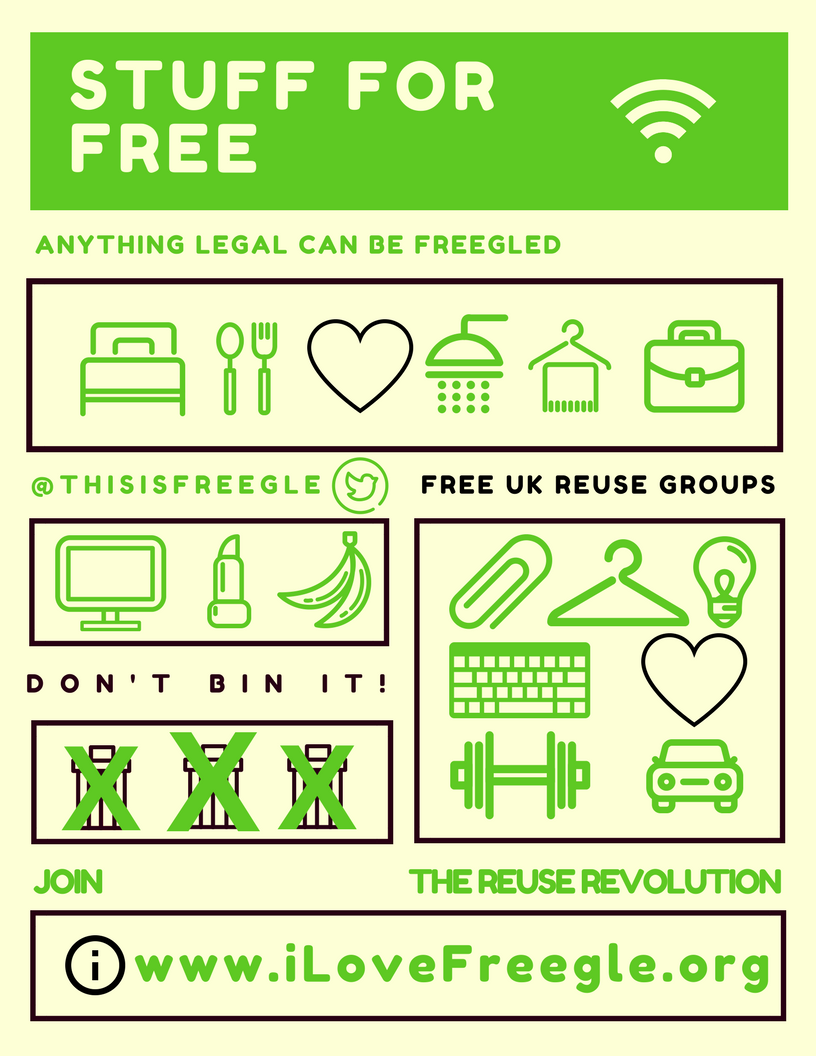 STUFF FOR
FREE
ANYTHING LEGAL CAN BE FREEGLED
@THISISFREEGLE
FREE UK REUSE GROUPS
DON'T BIN IT!
JOIN THE REUSE REVOLUTION
i www.iLoveFreegle.org